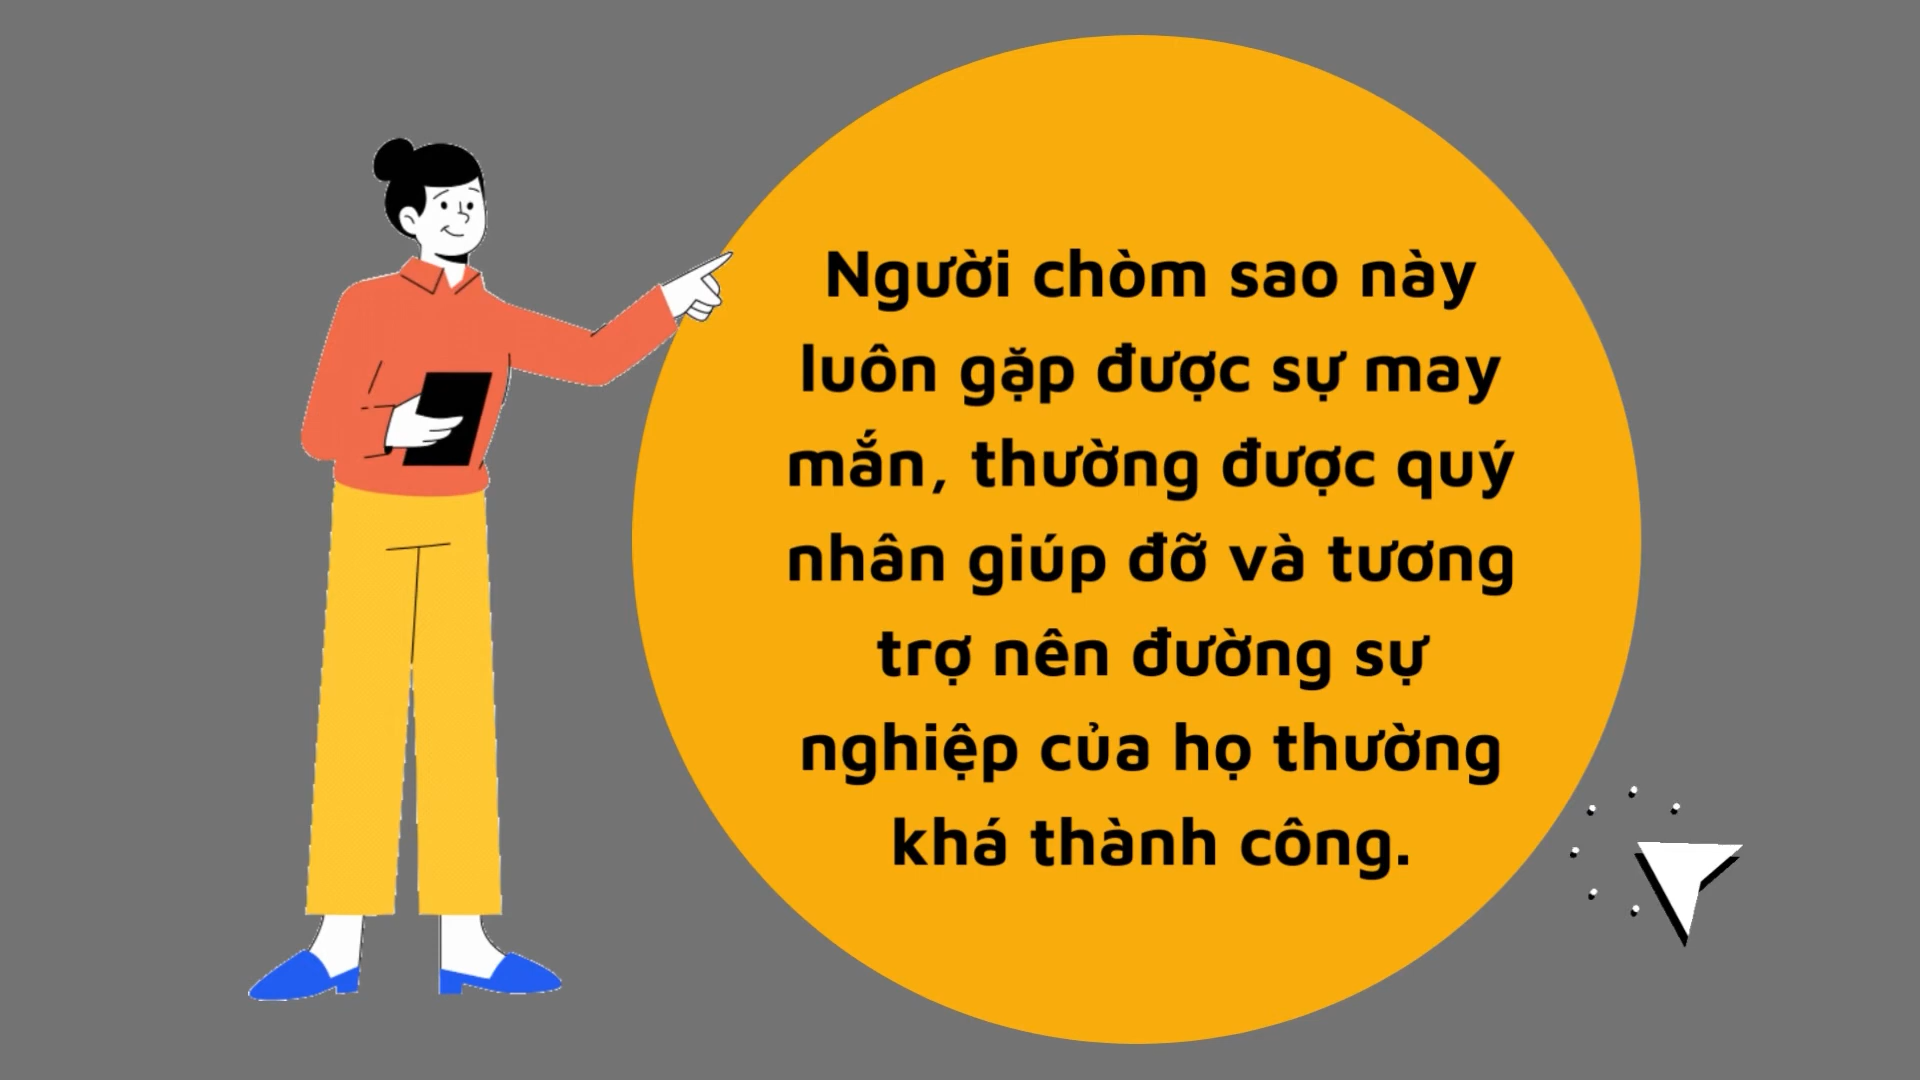 Người chòm sao này
luôn gặp được sự may
mắn, thường được quý
nhân giúp đỡ và tương
trợ nên đường sự
nghiệp của họ thường
khá thành công.